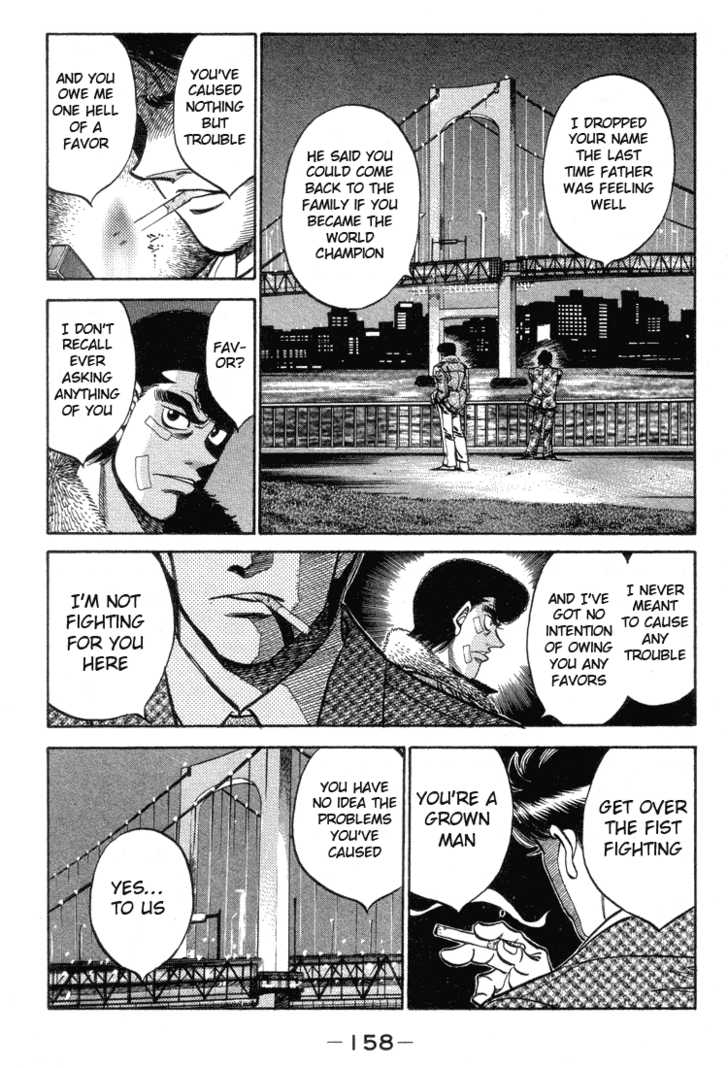 I DROPPED
YOUR NAME
THE LAST
TIME FATHER
WAS FEELING
WELL
HE SAID YOU
COULD COME
BACK TO THE
FAMILY IF YOU
BECAME THE
WORLD
CHAMPION
YOU'VE
CAUSED
NOTHING
BUT
TROUBLE
AND YOU
OWE ME
ONE HELL
OF A
FAVOR
FAV-
OR?
I DON'T
RECALL
EVER
ASKING
ANYTHING
OF YOU
I NEVER
MEANT
TO CAUSE
ANY
TROUBLE
AND I'VE
GOT NO
INTENTION
OF OWING
YOU ANY
FAVORS
I'M NOT
FIGHTING
FOR YOU
HERE
GET OVER
THE FIST
FIGHTING
YOU'RE A
GROWN
MAN
YOU HAVE
NO IDEA THE
PROBLEMS
YOU'VE
CAUSED
YES...
TO US
-158-